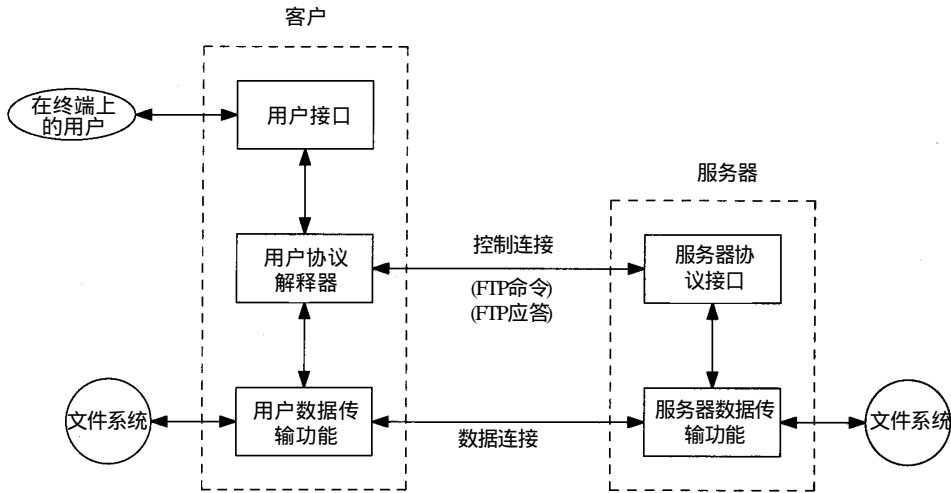 客户
在终端上
的用户
用户接口
服务器
用户协议
解释器
控制连接
(FTP命令)
(FTP应答)
服务器协
议接口
文件系统
用户数据传
输功能
数据连接
服务器数据传
输功能
文件系统